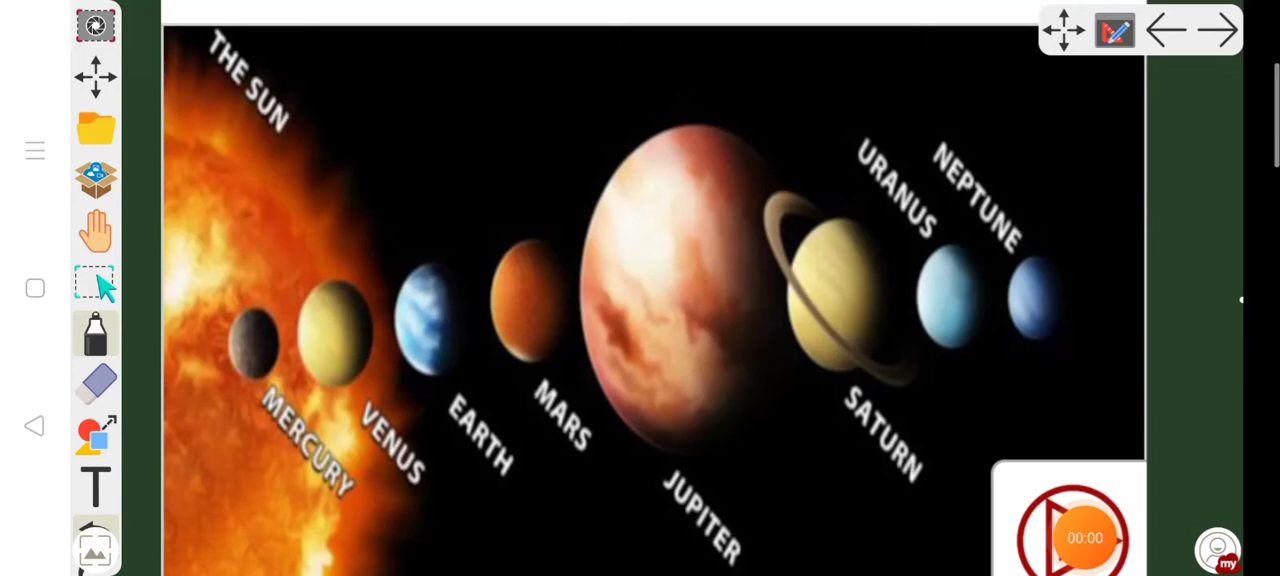 THE SUN
MERCURY
VENUS
EARTH
MARS
JUPITER
SATURN
URANUS
NEPTUNE
T
00:00
my